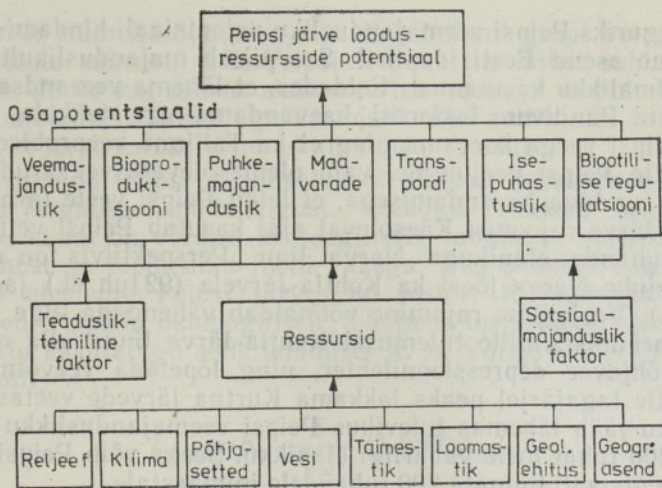 Peipsi järve loodus-
ressursside potentsiaal
Osapotentsiaalid
Veema-
jandus-
lik
Biopro-
dukt-
siooni
Puhke-
majan-
duslik
Maa-
varade
Trans-
pordi
Ise-
puhas-
tuslik
Biootili-
se regu-
latsiooni
Teaduslik-
tehniline
faktor
Ressursid
Sotsiaal-
majanduslik
faktor
Reljeef
Kliima
Põhja-
setted
Vesi
Taimes-
tik
Loomas-
tik
Geol.
ehitus
Geogr.
asend